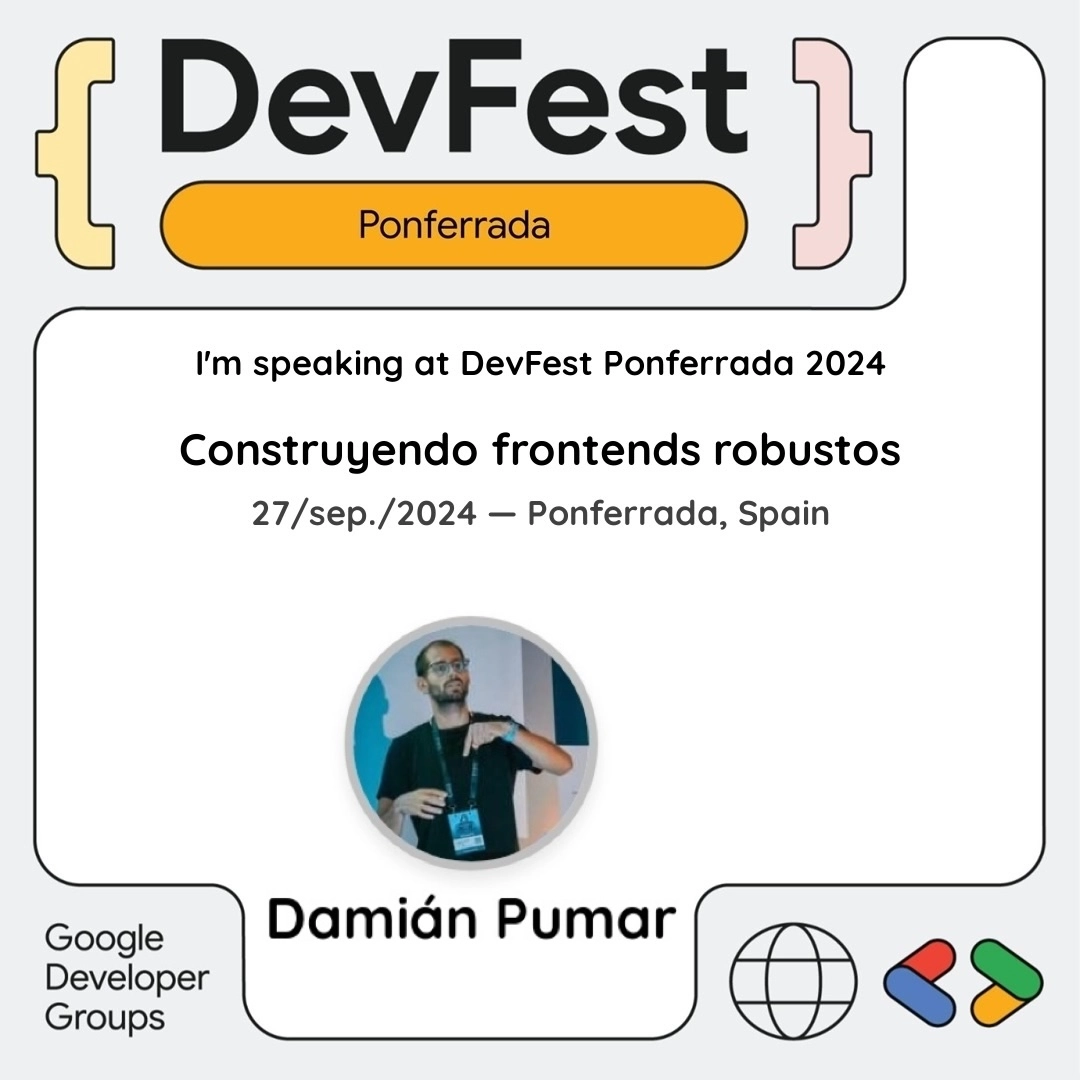 DevFest
Ponferrada
I'm speaking at DevFest Ponferrada 2024
Construyendo frontends robustos
27/sep./2024 — Ponferrada, Spain
Damián Pumar
Google
Developer
Groups